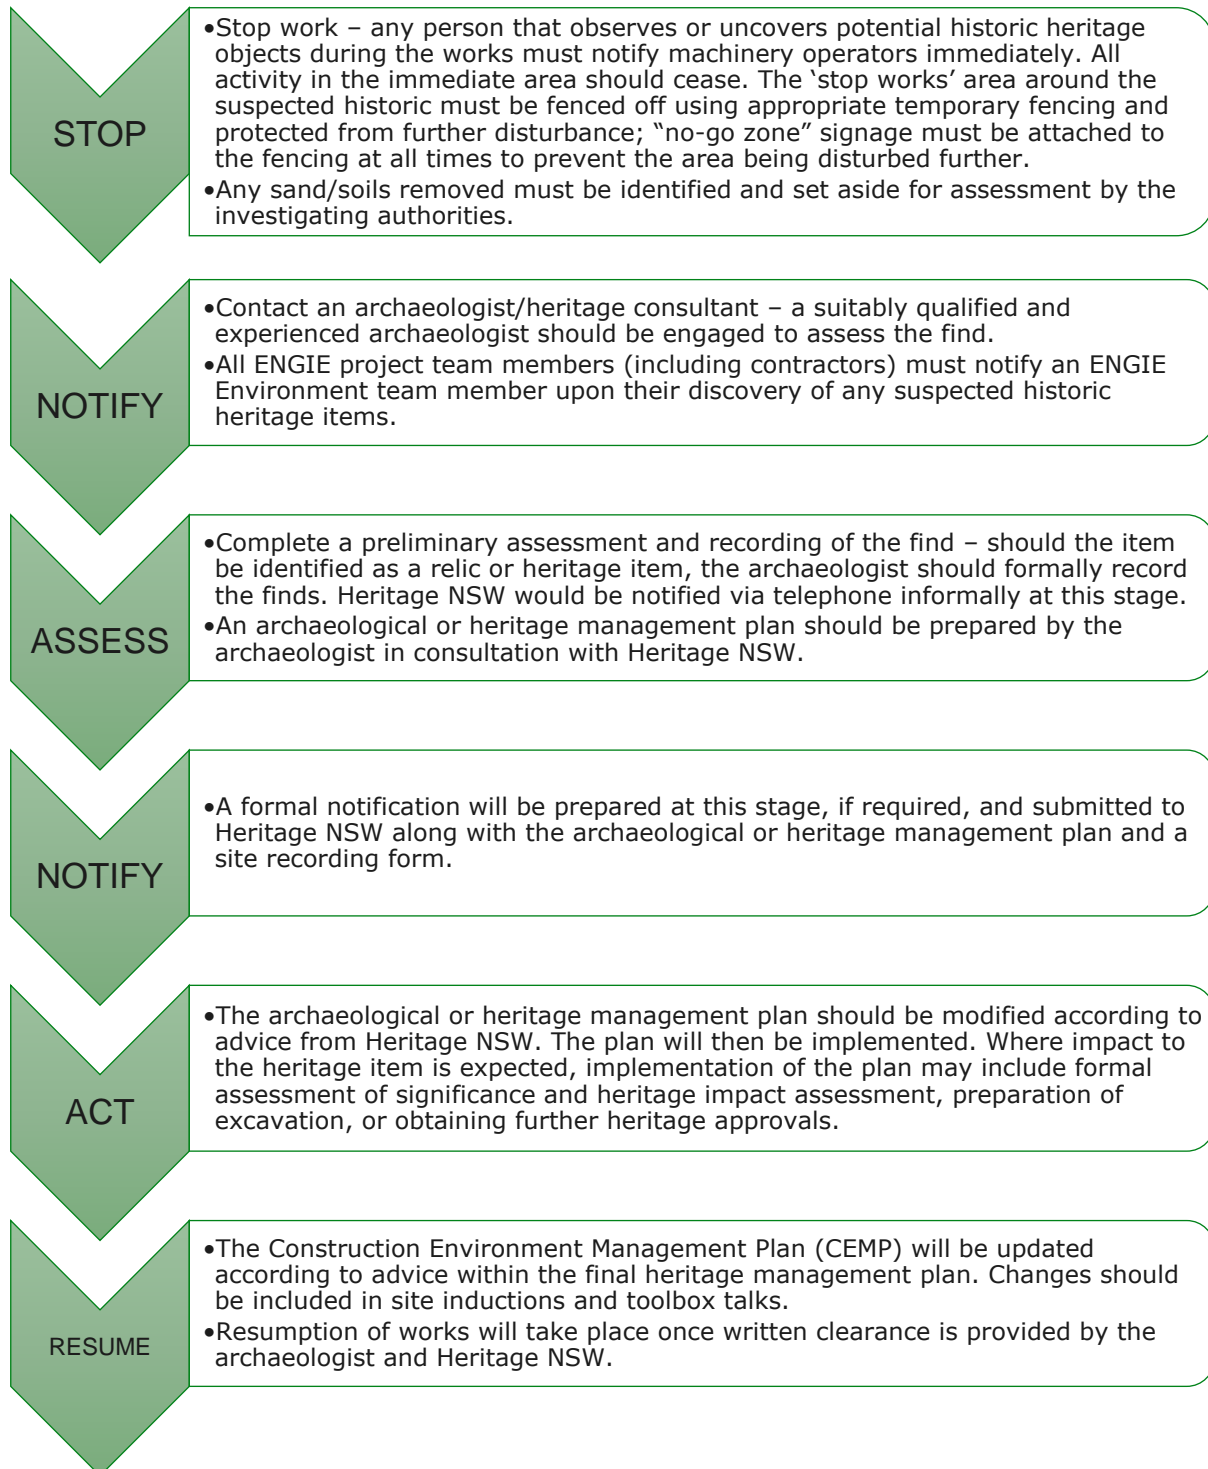 •Stop work – any person that observes or uncovers potential historic heritage
objects during the works must notify machinery operators immediately. All
activity in the immediate area should cease. The ‘stop works’ area around the
suspected historic must be fenced off using appropriate temporary fencing and
protected from further disturbance; “no-go zone” signage must be attached to
the fencing at all times to prevent the area being disturbed further.
•Any sand/soils removed must be identified and set aside for assessment by the
investigating authorities.
STOP
•Contact an archaeologist/heritage consultant – a suitably qualified and
experienced archaeologist should be engaged to assess the find.
•All ENGIE project team members (including contractors) must notify an ENGIE
Environment team member upon their discovery of any suspected historic
heritage items.
NOTIFY
•Complete a preliminary assessment and recording of the find – should the item
be identified as a relic or heritage item, the archaeologist should formally record
the finds. Heritage NSW would be notified via telephone informally at this stage.
•An archaeological or heritage management plan should be prepared by the
archaeologist in consultation with Heritage NSW.
ASSESS
•A formal notification will be prepared at this stage, if required, and submitted to
Heritage NSW along with the archaeological or heritage management plan and a
site recording form.
NOTIFY
•The archaeological or heritage management plan should be modified according to
advice from Heritage NSW. The plan will then be implemented. Where impact to
the heritage item is expected, implementation of the plan may include formal
assessment of significance and heritage impact assessment, preparation of
excavation, or obtaining further heritage approvals.
ACT
•The Construction Environment Management Plan (CEMP) will be updated
according to advice within the final heritage management plan. Changes should
be included in site inductions and toolbox talks.
•Resumption of works will take place once written clearance is provided by the
archaeologist and Heritage NSW.
RESUME